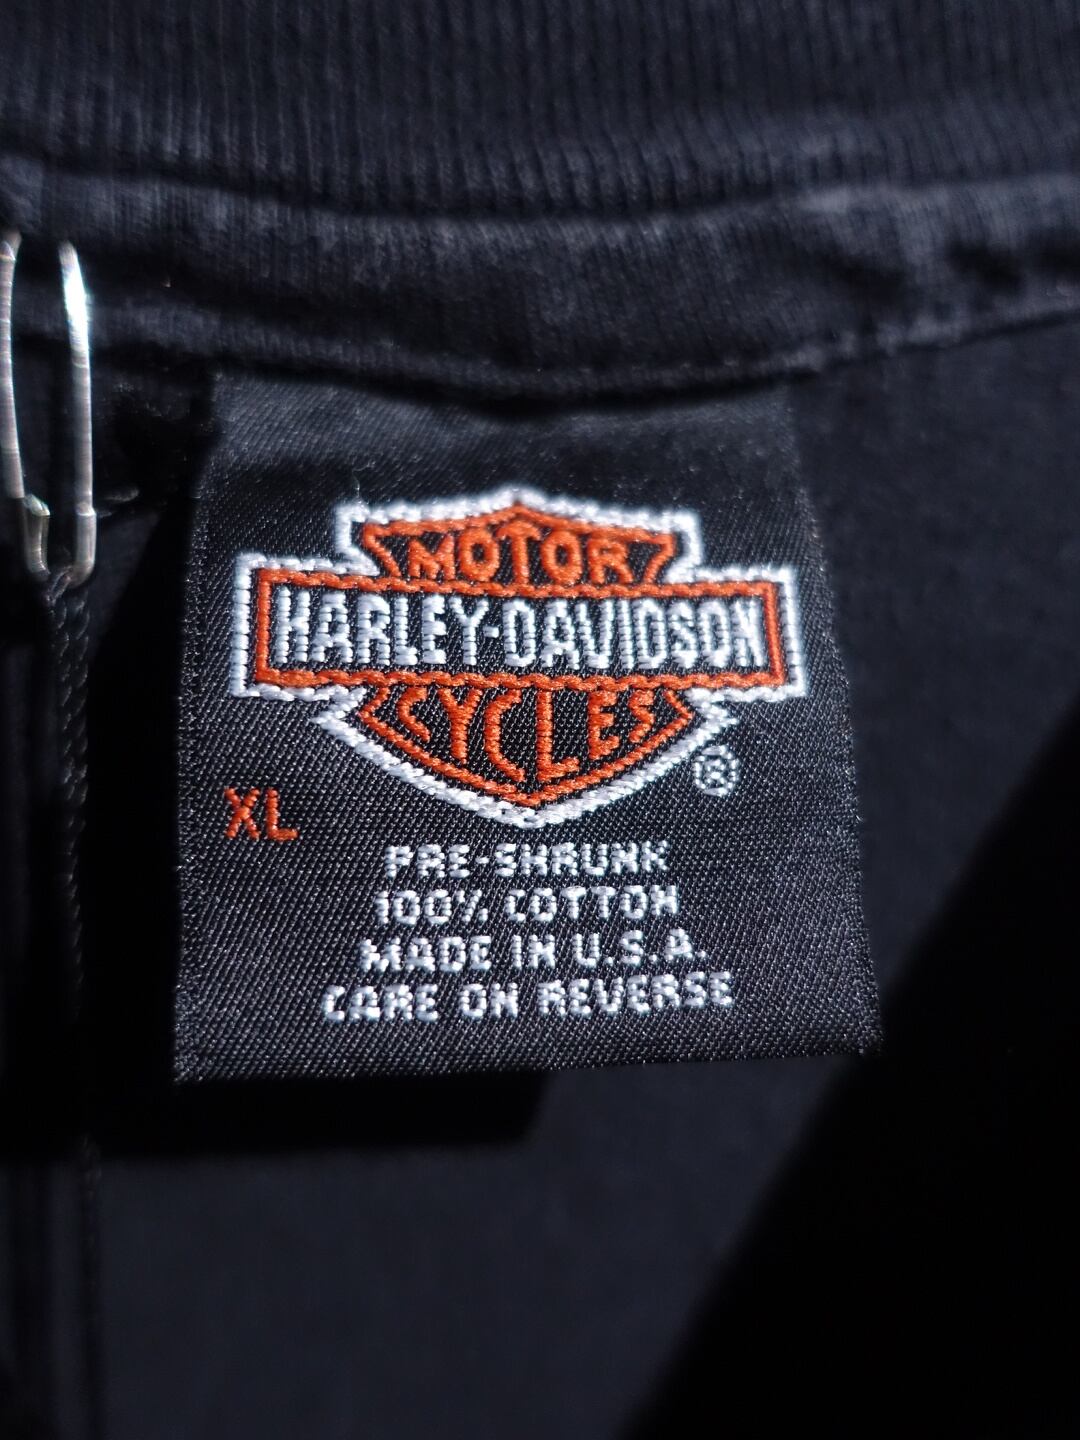 MOTOR
HARLEY-DAVIDSON
CYCLES
®
XL
PRE-SHRUNK
100% COTTON
MADE IN U.S.A.
CARE ON REVERSE